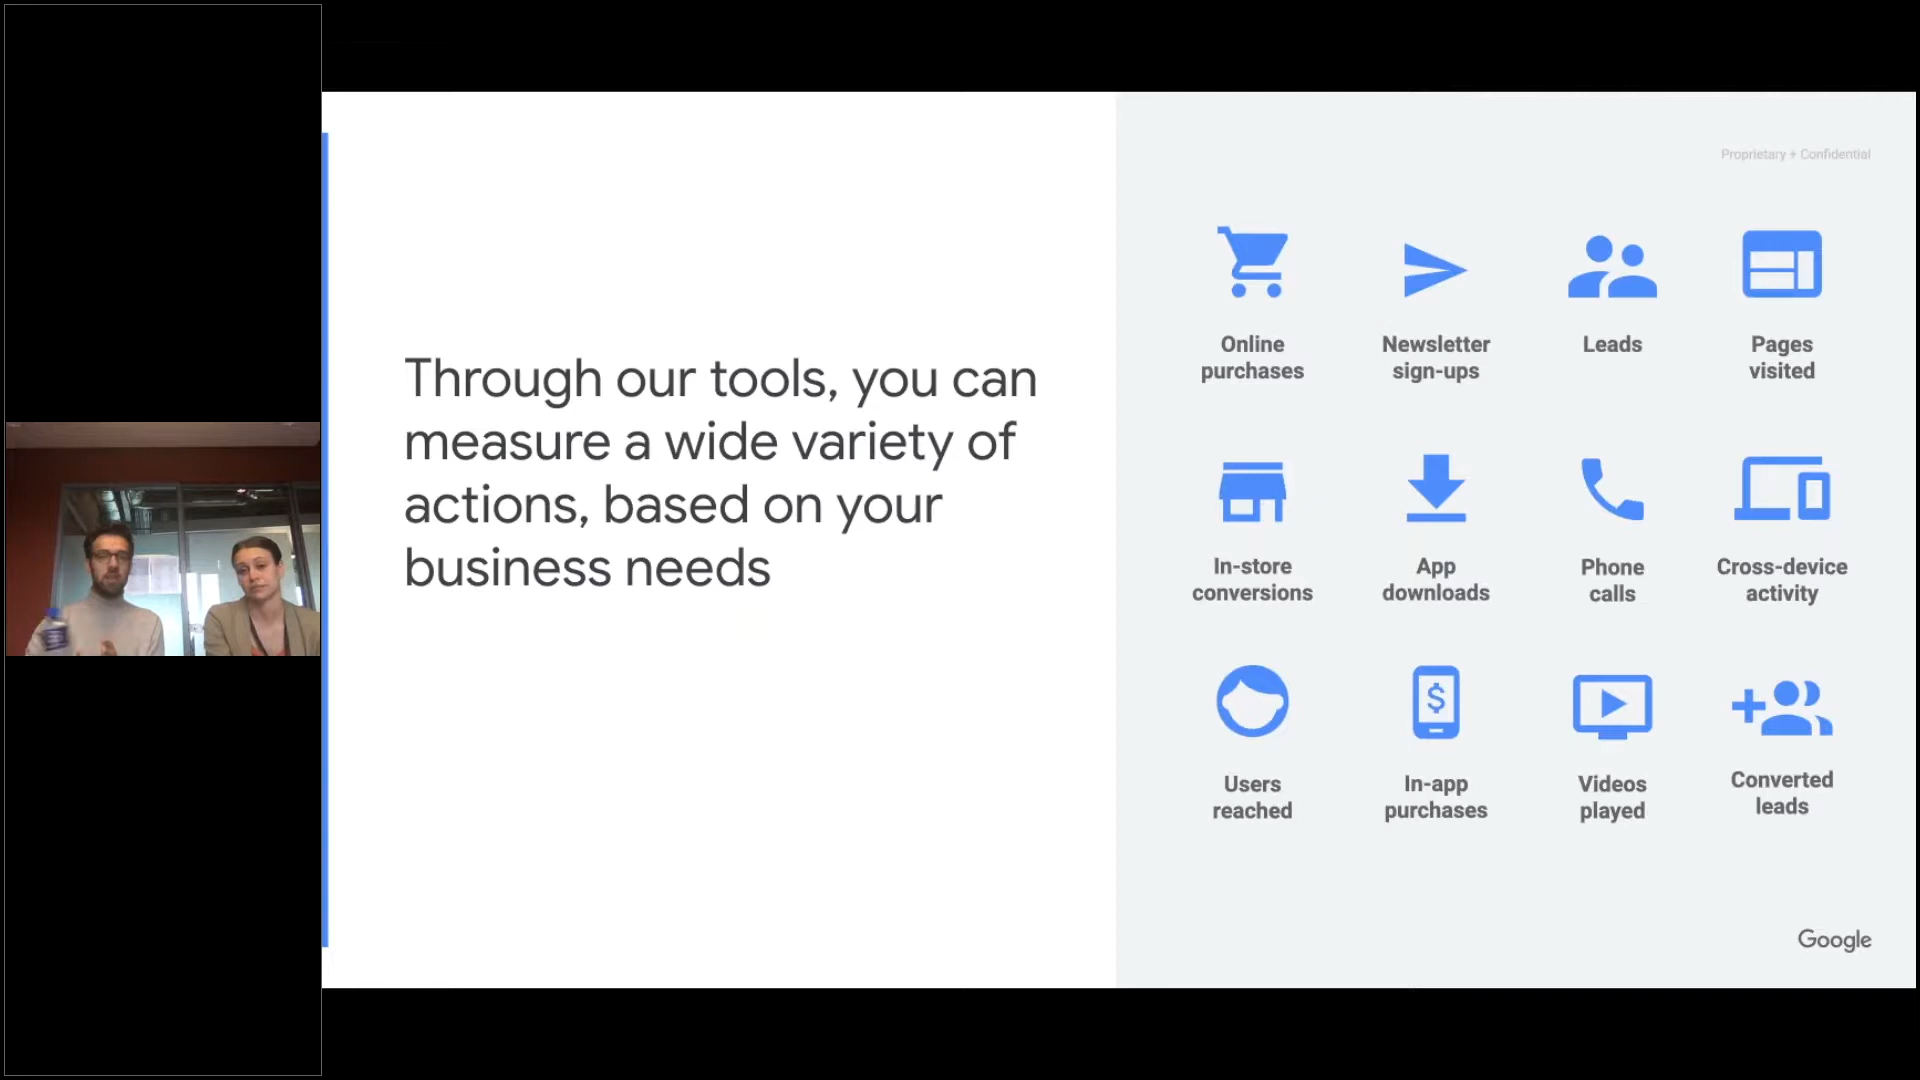 Through our tools, you can
measure a wide variety of
actions, based on your
business needs
Proprietary + Confidential
Online
purchases
Newsletter
sign-ups
Leads
Pages
visited
In-store
conversions
App
downloads
Phone
calls
Cross-device
activity
Users
reached
In-app
purchases
$
Videos
played
Converted
leads
Google